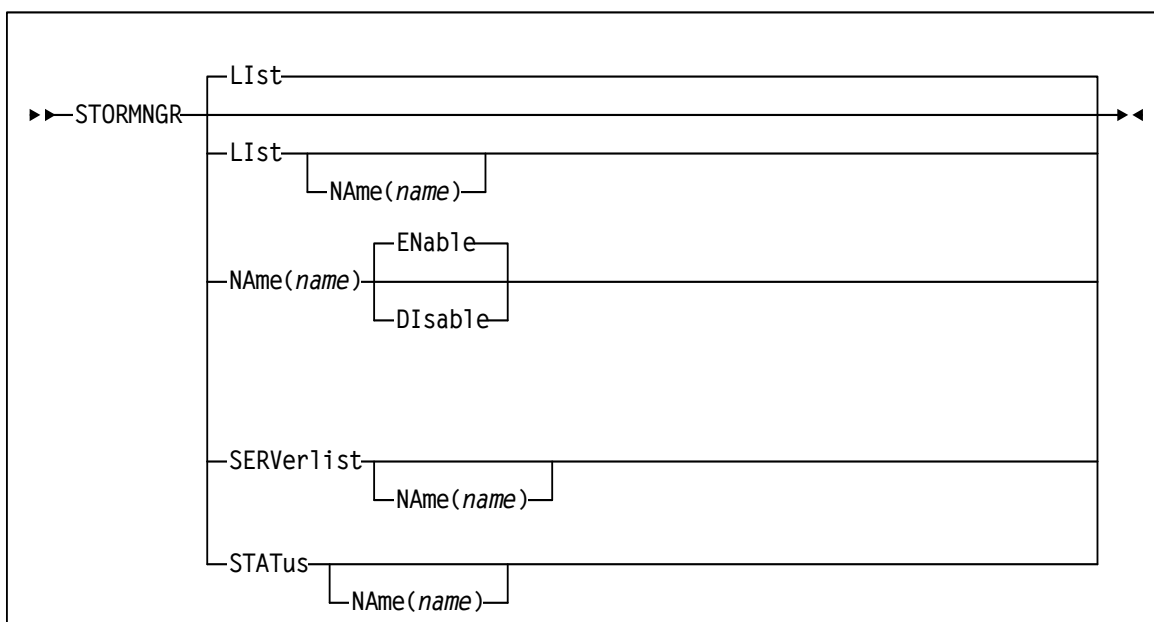 LIst
STORMNGR
LIst
NAme(name)
ENable
NAme(name)
DIsable
SERVerlist
NAme(name)
STATus
NAme(name)